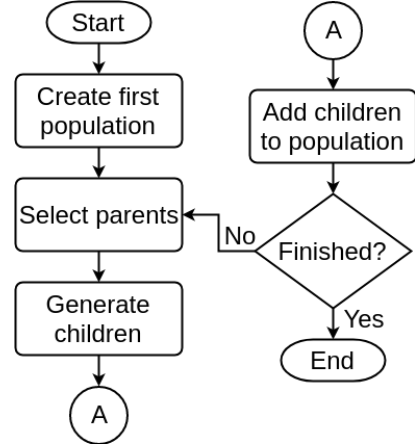 Start
Create first
population
Select parents
Generate
children
A
A
Add children
to population
Finished?
No
Yes
End